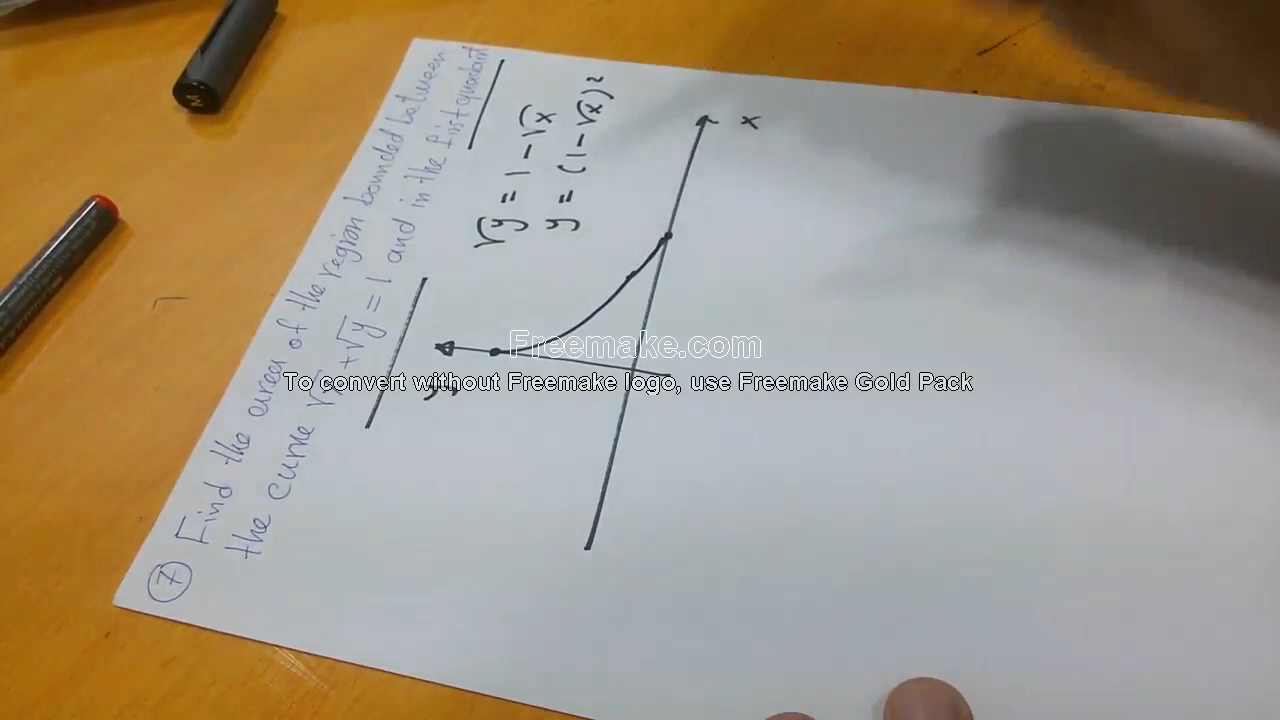 ⑦ Find the area of the region bounded between
the curve √x + √y = 1 and in the first quadrant
√y = 1 - √x
y = (1 - √x)²
y
x
Freemake.com
To convert without Freemake logo, use Freemake Gold Pack